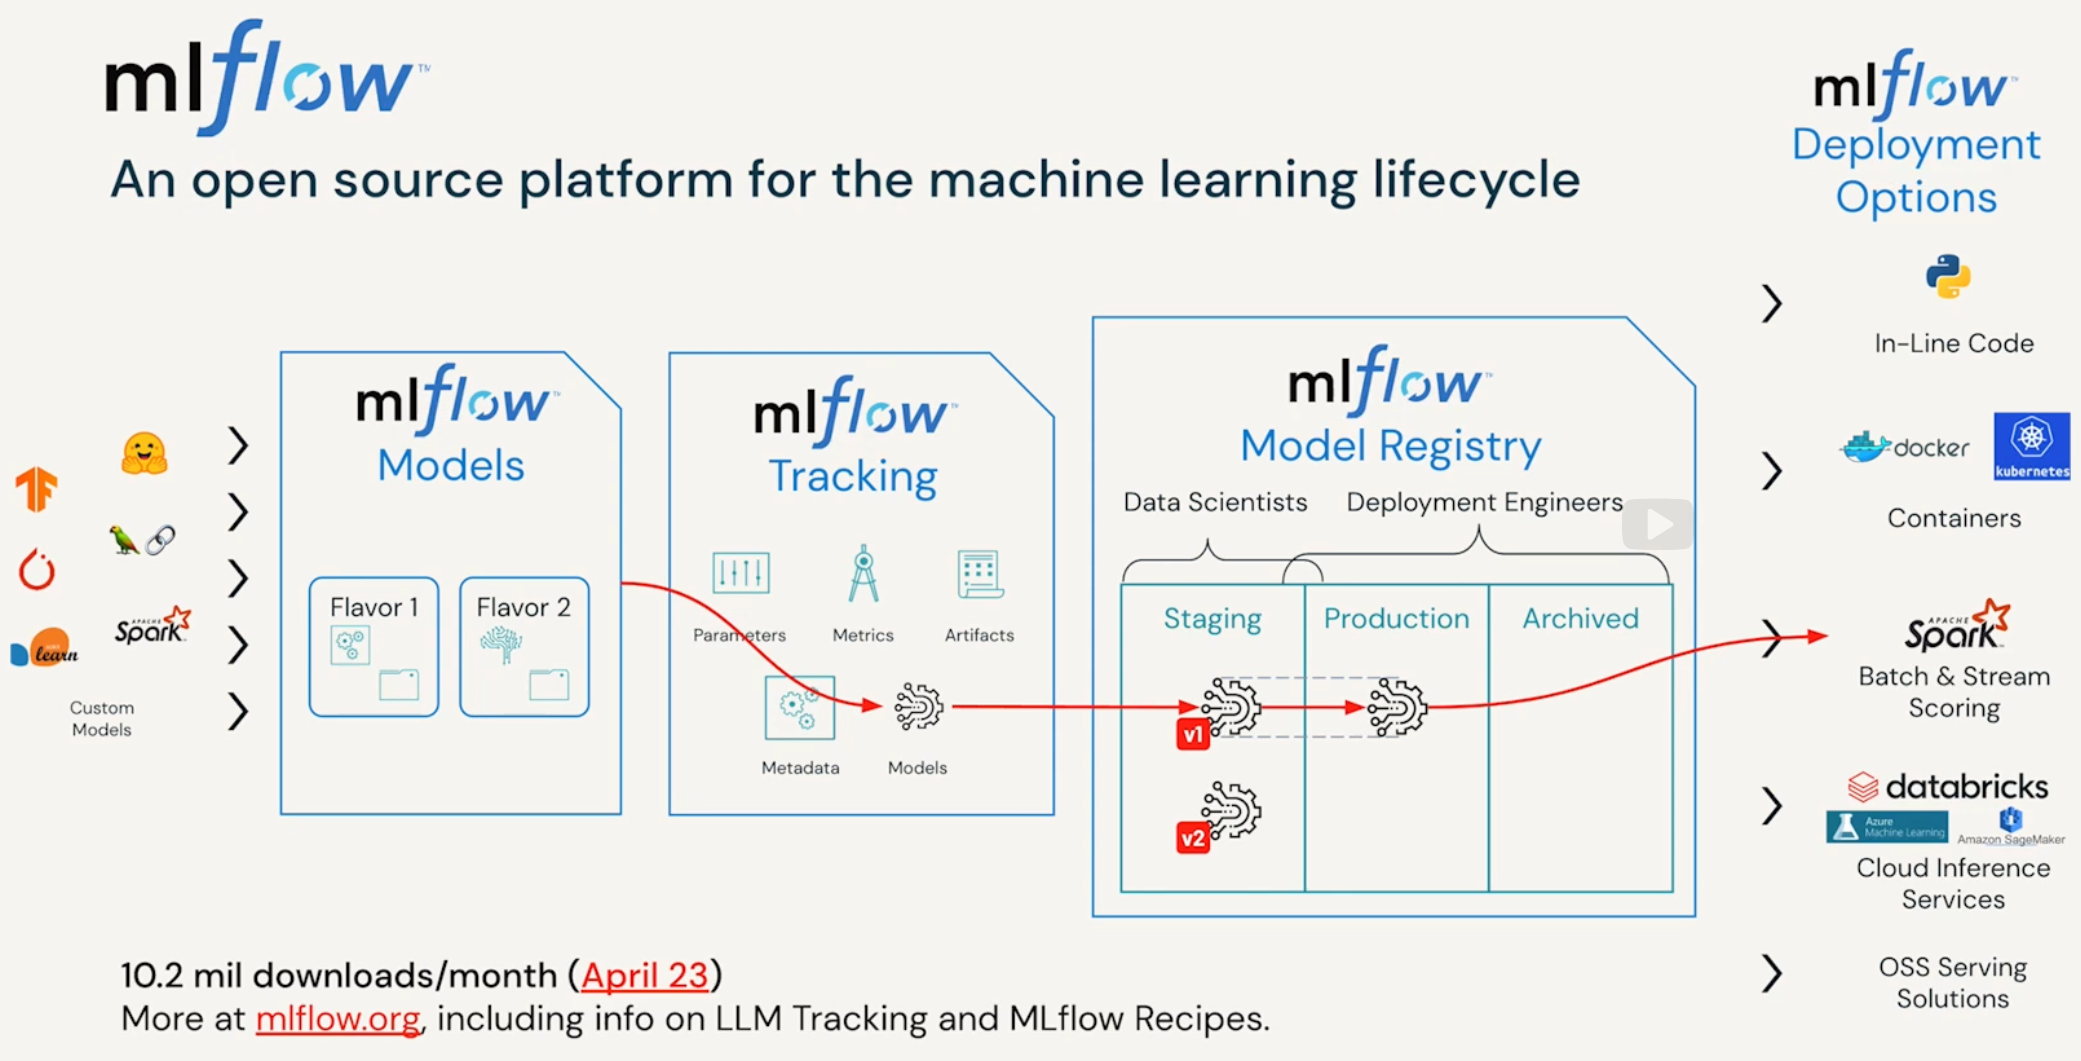 mlflow™
An open source platform for the machine learning lifecycle
mlflow™
Deployment
Options
mlflow™
Models
Flavor 1
Flavor 2
APACHE
Spark™
learn
Custom
Models
mlflow™
Tracking
Parameters
Metrics
Artifacts
Metadata
Models
mlflow™
Model Registry
Data Scientists
Deployment Engineers
Staging
Production
Archived
v1
v2
In-Line Code
docker
kubernetes
Containers
APACHE
Spark™
Batch & Stream
Scoring
databricks
Azure
Machine Learning
Amazon SageMaker
Cloud Inference
Services
OSS Serving
Solutions
10.2 mil downloads/month (April 23)
More at mlflow.org, including info on LLM Tracking and MLflow Recipes.